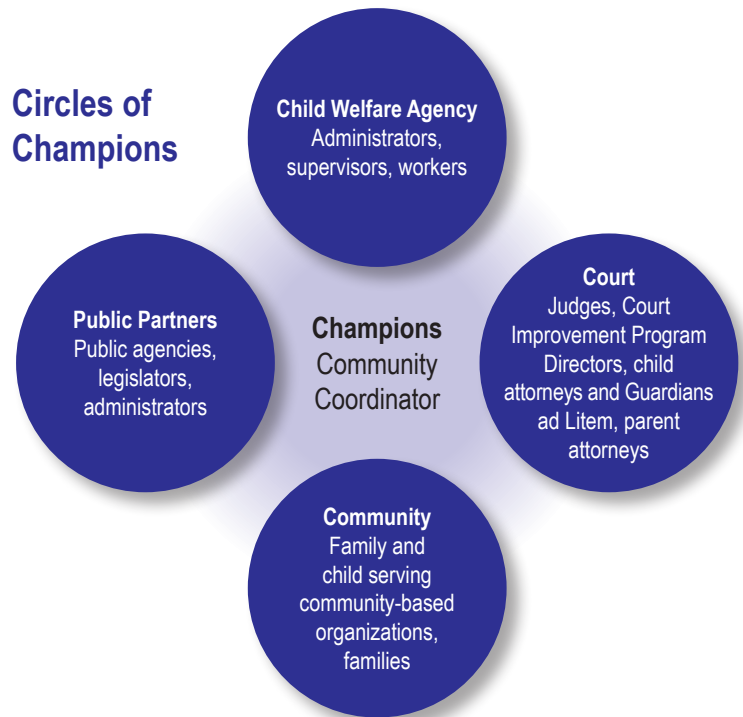 Circles of
Champions
Child Welfare Agency
Administrators,
supervisors, workers
Public Partners
Public agencies,
legislators,
administrators
Champions
Community
Coordinator
Court
Judges, Court
Improvement Program
Directors, child
attorneys and Guardians
ad Litem, parent
attorneys
Community
Family and
child serving
community-based
organizations,
families